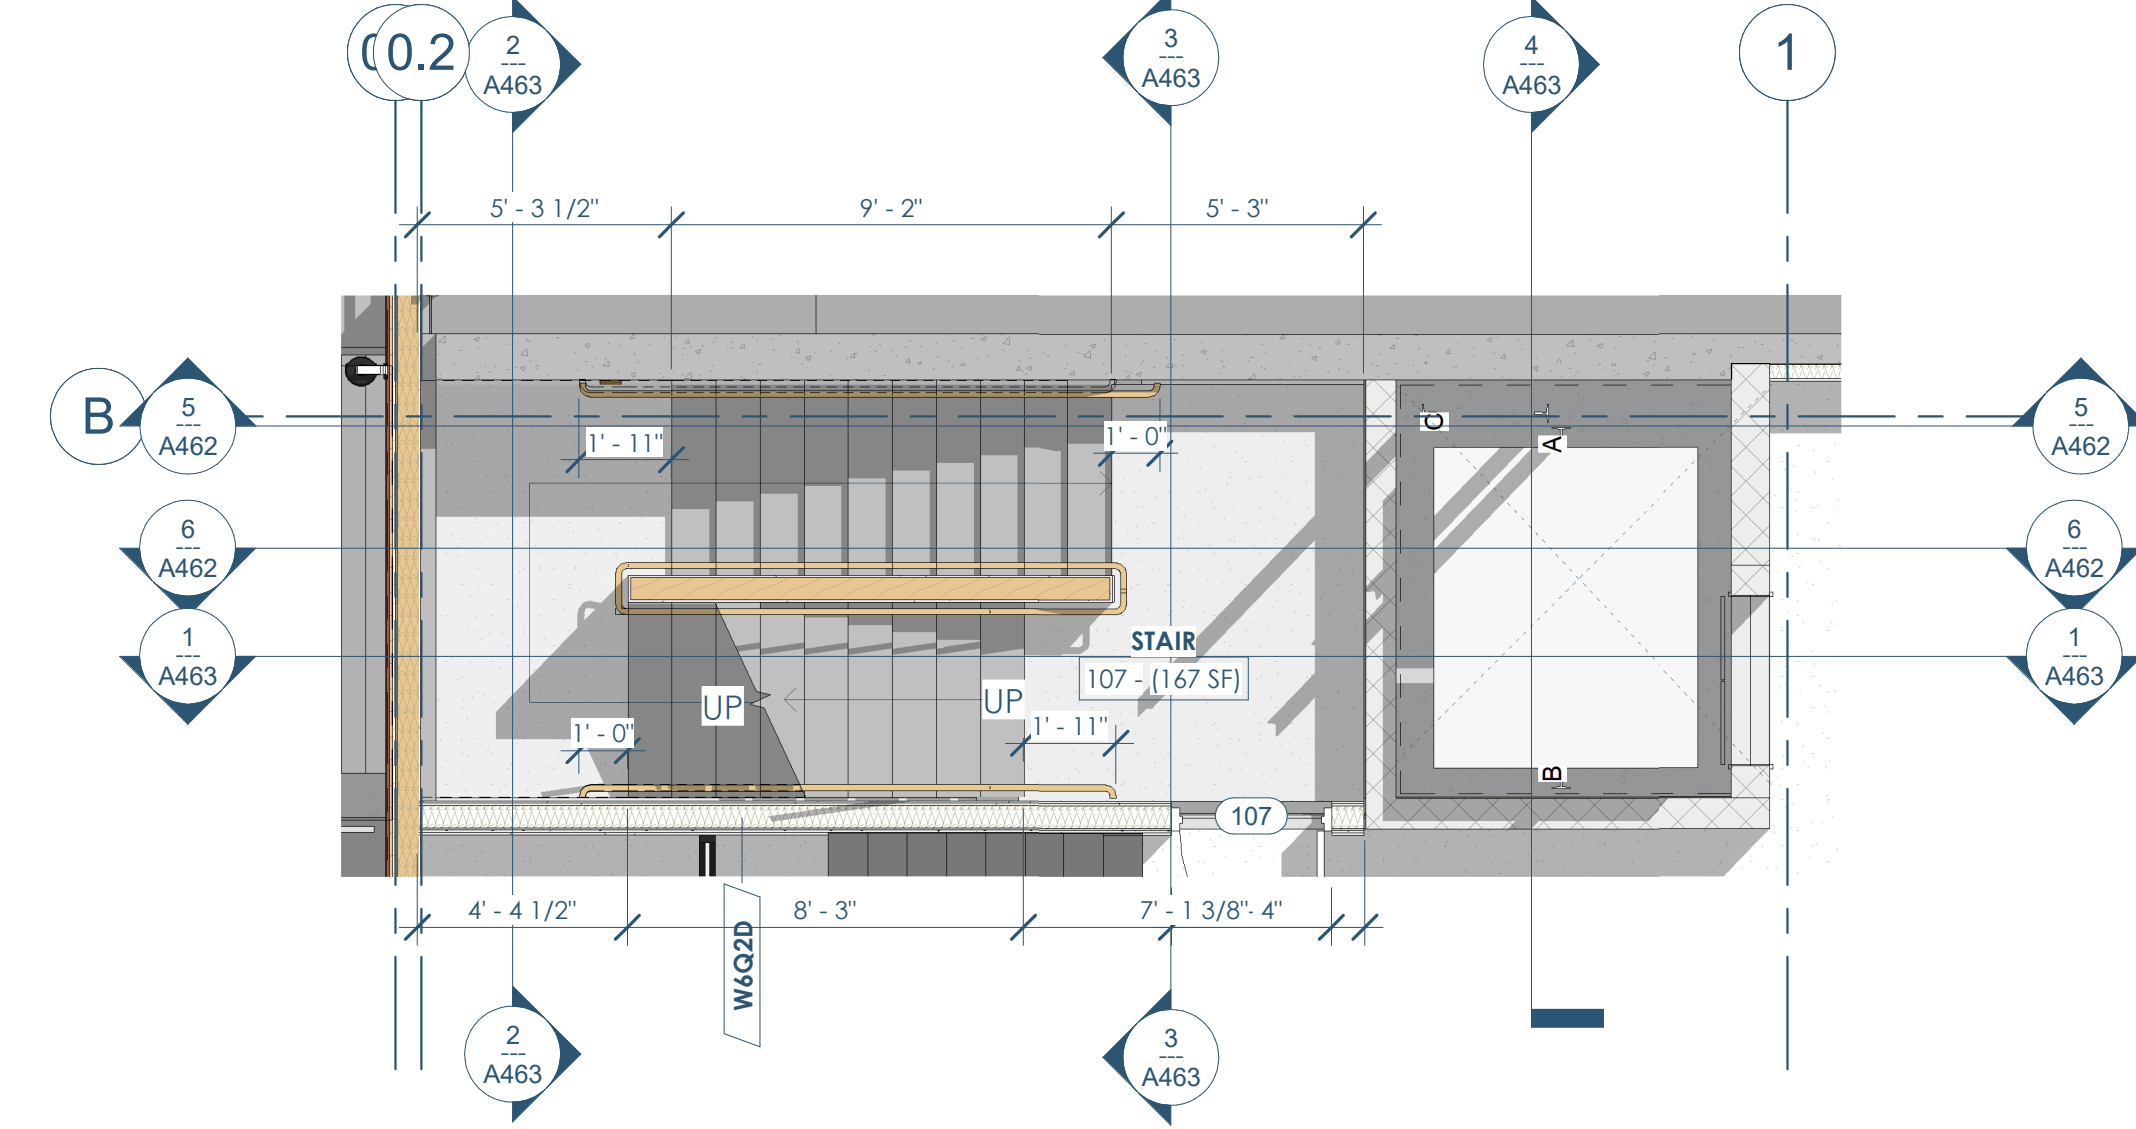 0.2
2
---
A463
3
---
A463
4
---
A463
1
5' - 3 1/2"
9' - 2"
5' - 3"
B
5
---
A462
5
---
A462
1' - 11"
1' - 0"
C
A
6
---
A462
6
---
A462
STAIR
107 - (167 SF)
1
---
A463
1
---
A463
UP
UP
1' - 0"
1' - 11"
B
107
4' - 4 1/2"
8' - 3"
7' - 1 3/8"
4"
W6Q2D
2
---
A463
3
---
A463